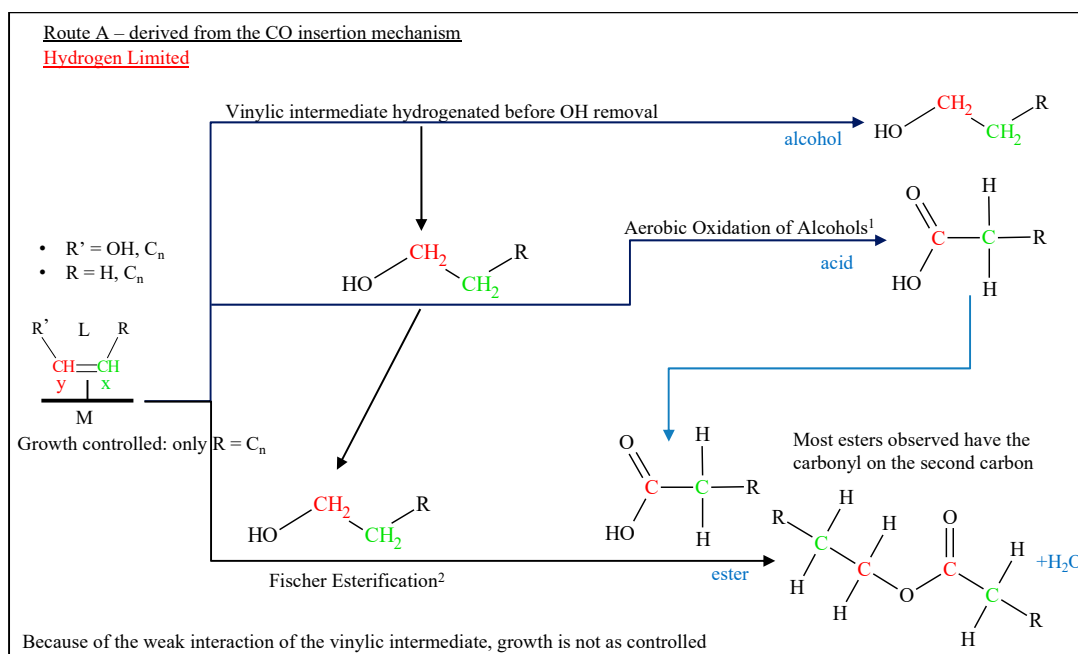 Route A – derived from the CO insertion mechanism
Hydrogen Limited
Vinylic intermediate hydrogenated before OH removal
alcohol
HO
CH₂
CH₂
R
• R' = OH, Cₙ
• R = H, Cₙ
R'
L
R
CH
CH
y
x
M
Growth controlled: only R = Cₙ
HO
CH₂
CH₂
R
Aerobic Oxidation of Alcohols¹
acid
O
H
C
C
R
HO
H
O
H
C
C
R
HO
H
HO
CH₂
CH₂
R
Fischer Esterification²
ester
Most esters observed have the
carbonyl on the second carbon
R
H
C
H
H
C
H
O
O
C
H
C
H
R
+H₂O
Because of the weak interaction of the vinylic intermediate, growth is not as controlled